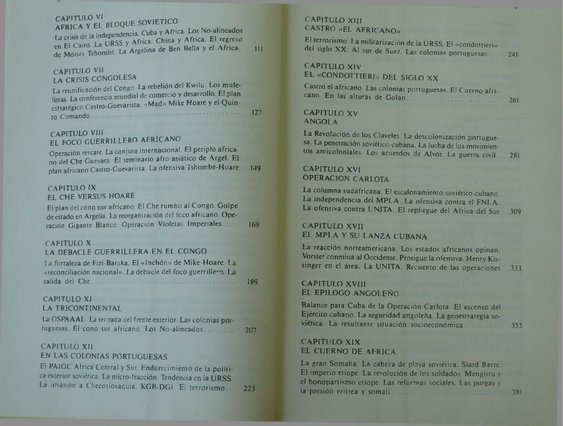 CAPITULO VI
AFRICA Y EL BLOQUE SOVIETICO
La crisis de la independencia. Cuba y Africa. Los No-alineados
en El Cairo. La URSS y Africa. China y Africa. El regreso
de Moises Tshombé. La Argelina de Ben Bella y el Africa. 111
CAPITULO VII
LA CRISIS CONGOLESA
La reunificación del Congo. La rebelión del Kwilu. Los mule-
listas. La conferencia mundial de comercio y desarrollo. El plan
estratégico Castro-Guevarista. «Mad» Mike Hoare y el Quin-
to Comando 127
CAPITULO VIII
EL FOCO GUERRILLERO AFRICANO
Operación rescate. La conjura internacional. El periplo africa-
no del Che Guevara. El seminario afro asiático de Argel. El
plan africano Castro-Guevarista. La ofensiva Tshombé-Hoare 149
CAPITULO IX
EL CHE VERSUS HOARE
El plan del cono sur africano. El Che rumbo al Congo. Golpe
de estado en Argelia. La reorganización del foco africano. Ope-
ración Gigante Blanco. Operación Violetas Imperiales 169
CAPITULO X
LA DEBACLE GUERRILLERA EN EL CONGO
La fortaleza de Fizi-Baraka. El «Inchón» de Mike Hoare. La
«reconciliación nacional». La debacle del foco guerrillero. La
salida del Che 189
CAPITULO XI
LA TRICONTINENTAL
La OSPAAAL. La retirada del frente exterior. Las colonias por-
tuguesas. El cono sur africano. Los No-alineados 207
CAPITULO XII
EN LAS COLONIAS PORTUGUESAS
El PAIGC Africa Central y Sur. Endurecimiento de la políti-
ca exterior soviética. La micro-fracción. Tendencia en la URSS.
La invasión a Checoslovaquia. KGB-DGI. El terrorismo 223
CAPITULO XIII
CASTRO «EL AFRICANO»
El terrorismo. La militarización de la URSS. El «condottieri»
del siglo XX. Al sur de Suez. Las colonias portuguesas 241
CAPITULO XIV
EL «CONDOTTIERI» DEL SIGLO XX
Castro el africano. Las colonias portuguesas. El Cuerno afri-
cano. En las alturas de Golán 261
CAPITULO XV
ANGOLA
La Revolución de los Claveles. La descolonización portugue-
sa. La penetración soviético-cubana. La lucha de los movimien-
tos anticoloniales. Los acuerdos de Alvor. La guerra civil 281
CAPITULO XVI
OPERACION CARLOTA
La columna sudafricana. El escalonamiento soviético-cubano.
La independencia del MPLA. La ofensiva contra el FNLA.
La ofensiva contra UNITA. El repliegue del Africa del Sur 309
CAPITULO XVII
EL MPLA Y SU LANZA CUBANA
La reacción norteamericana. Los estados africanos opinan.
Vorster conmina al Occidente. Prosigue la ofensiva. Henry Kis-
singer en el área. La UNITA. Recuento de las operaciones 333
CAPITULO XVIII
EL EPILOGO ANGOLEÑO
Balance para Cuba de la Operación Carlota. El ascenso del
Ejército cubano. La seguridad angoleña. La geoestrategia so-
viética. La resultante situación socioeconómica 355
CAPITULO XIX
EL CUERNO DE AFRICA
La gran Somalia. La cabeza de playa soviética. Siard Barre.
El imperio etíope. La revolución de los soldados. Mengistu y
el bonapartismo etíope Las reformas sociales. Las purgas y
la presión eritrea y somalí 381